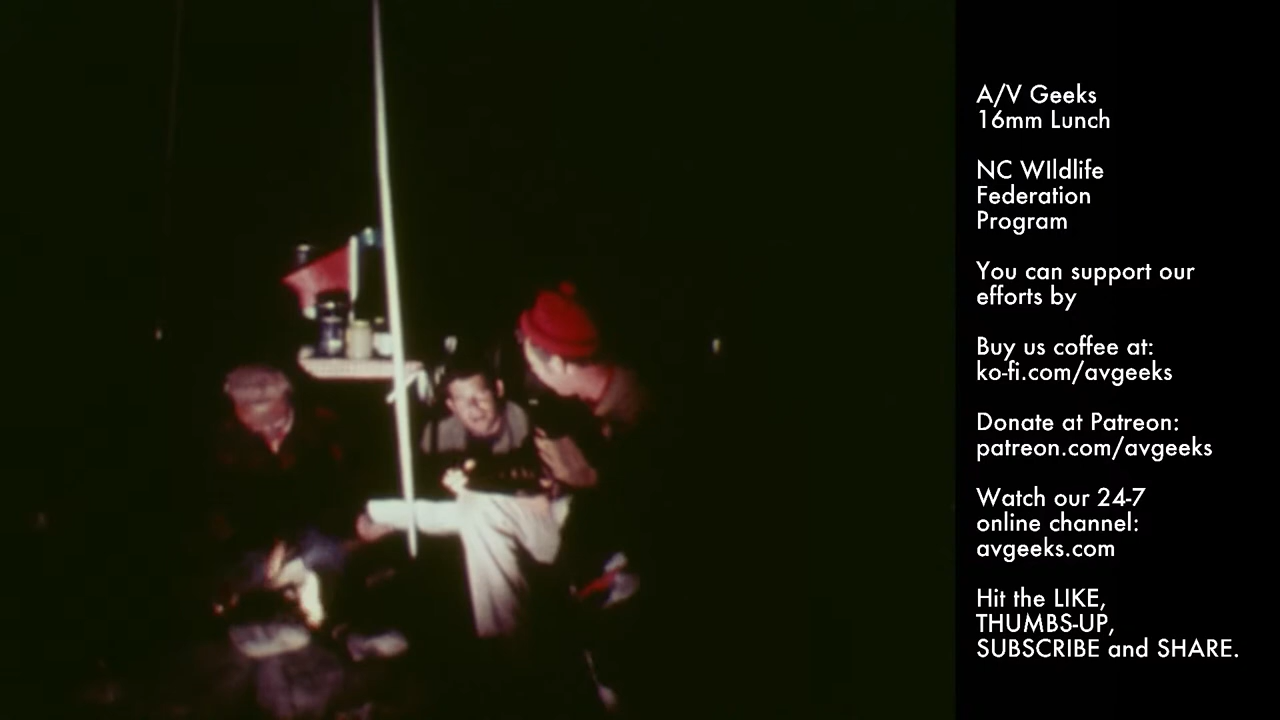 A/V Geeks
16mm Lunch
NC WIldlife
Federation
Program
You can support our
efforts by
Buy us coffee at:
ko-fi.com/avgeeks
Donate at Patreon:
patreon.com/avgeeks
Watch our 24-7
online channel:
avgeeks.com
Hit the LIKE,
THUMBS-UP,
SUBSCRIBE and SHARE.